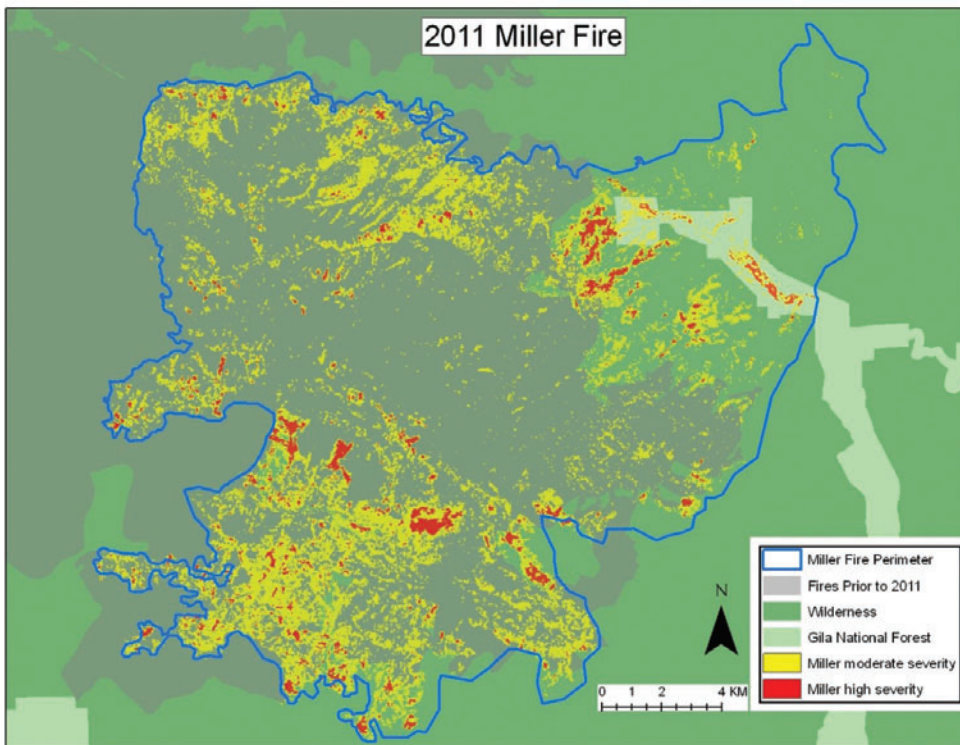 2011 Miller Fire
Miller Fire Perimeter
Fires Prior to 2011
Wilderness
Gila National Forest
Miller moderate severity
Miller high severity
N
0 1 2 4 KM